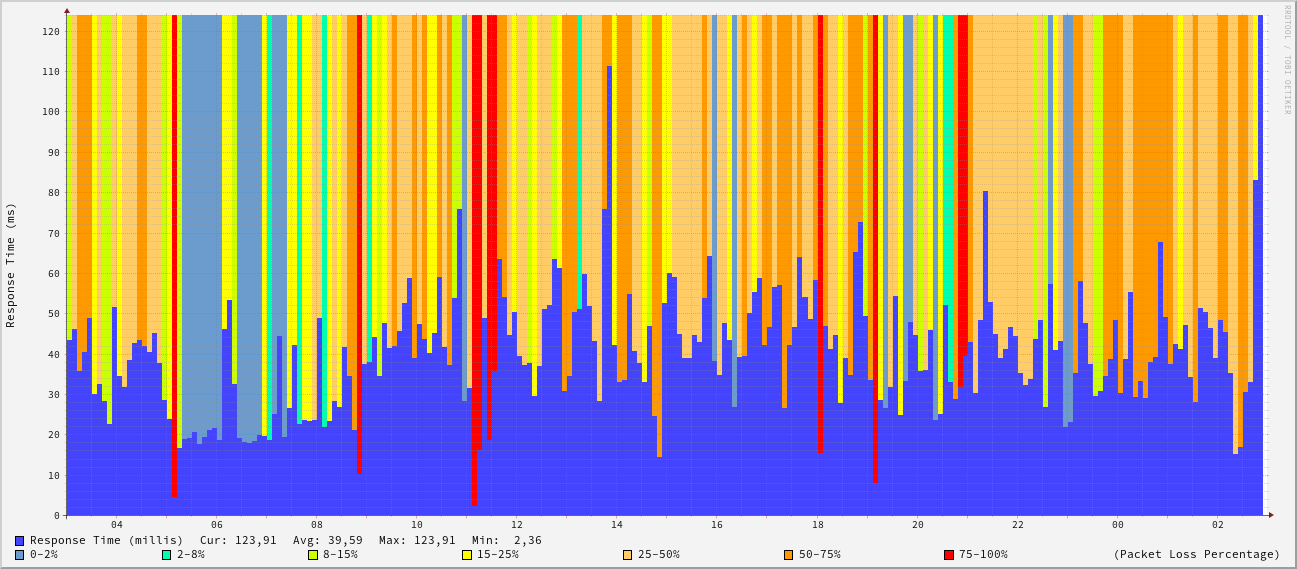 RRDTOOL / TOBI OETIKER
Response Time (ms)
120
110
100
90
80
70
60
50
40
30
20
10
0
04 06 08 10 12 14 16 18 20 22 00 02
Response Time (millis) Cur: 123,91 Avg: 39,59 Max: 123,91 Min: 2,36
0-2% 2-8% 8-15% 15-25% 25-50% 50-75% 75-100% (Packet Loss Percentage)